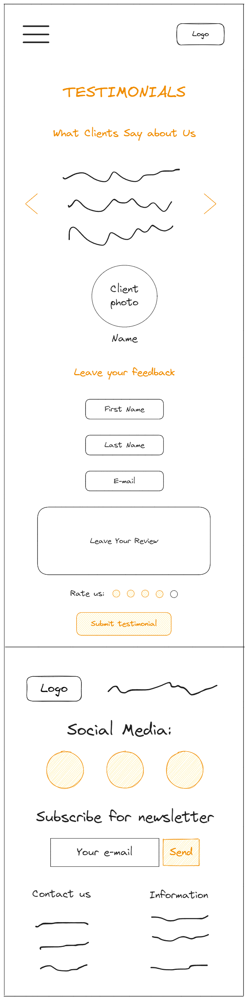 Logo
TESTIMONIALS
What Clients Say about Us
Client
photo
Name
Leave your feedback
First Name
Last Name
E-mail
Leave Your Review
Rate us:
Submit testimonial
Logo
Social Media:
Subscribe for newsletter
Your e-mail
Send
Contact us
Information